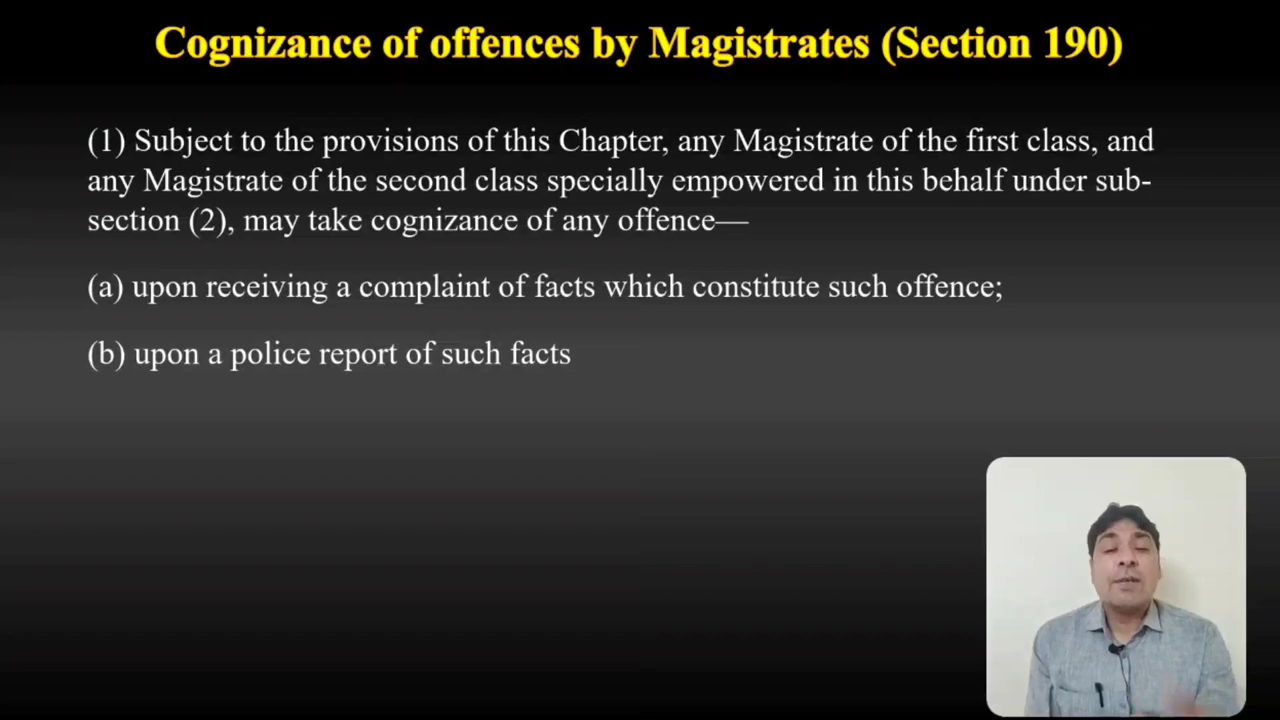 Cognizance of offences by Magistrates (Section 190)
(1) Subject to the provisions of this Chapter, any Magistrate of the first class, and
any Magistrate of the second class specially empowered in this behalf under sub-
section (2), may take cognizance of any offence—
(a) upon receiving a complaint of facts which constitute such offence;
(b) upon a police report of such facts